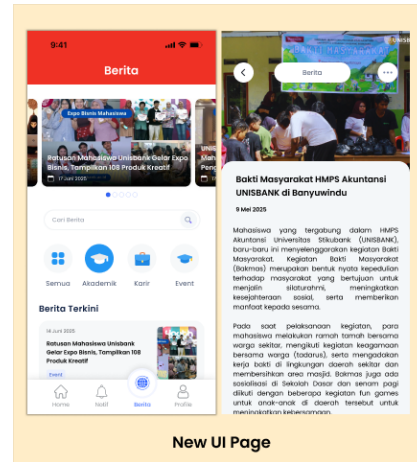 9:41
Berita
Expo Bisnis Mahasiswa
Ratusan Mahasiswa Unisbank Gelar Expo
Bisnis, Tampilkan 108 Produk Kreatif
17 Juni 2025
Cari Berita
Semua
Akademik
Karir
Event
Berita Terkini
14 Juni 2025
Ratusan Mahasiswa Unisbank
Gelar Expo Bisnis, Tampilkan 108
Produk Kreatif
Event
Home
Notif
Berita
Profile
BAKTI MASYARAKAT
Berita
Bakti Masyarakat HMPS Akuntansi
UNISBANK di Banyuwindu
9 Mei 2025
Mahasiswa yang tergabung dalam HMPS
Akuntansi Universitas Stikubank (UNISBANK),
baru-baru ini menyelenggarakan kegiatan Bakti
Masyarakat. Kegiatan Bakti Masyarakat
(Bakmas) merupakan bentuk nyata kepedulian
terhadap masyarakat yang bertujuan untuk
menjalin silaturahmi, meningkatkan
kesejahteraan sosial, serta memberikan
manfaat kepada sesama.
Pada saat pelaksanaan kegiatan, para
mahasiswa melakukan ramah tamah bersama
warga sekitar, mengikuti kegiatan keagamaan
bersama warga (tadarus), serta mengadakan
kerja bakti di lingkungan daerah sekitar dan
membersihkan area masjid. Bakmas juga ada
sosialisasi di Sekolah Dasar dan senam pagi
diikuti dengan beberapa kegiatan fun games
untuk anak-anak di daerah tersebut untuk
meningkatkan kebersamaan.
New UI Page